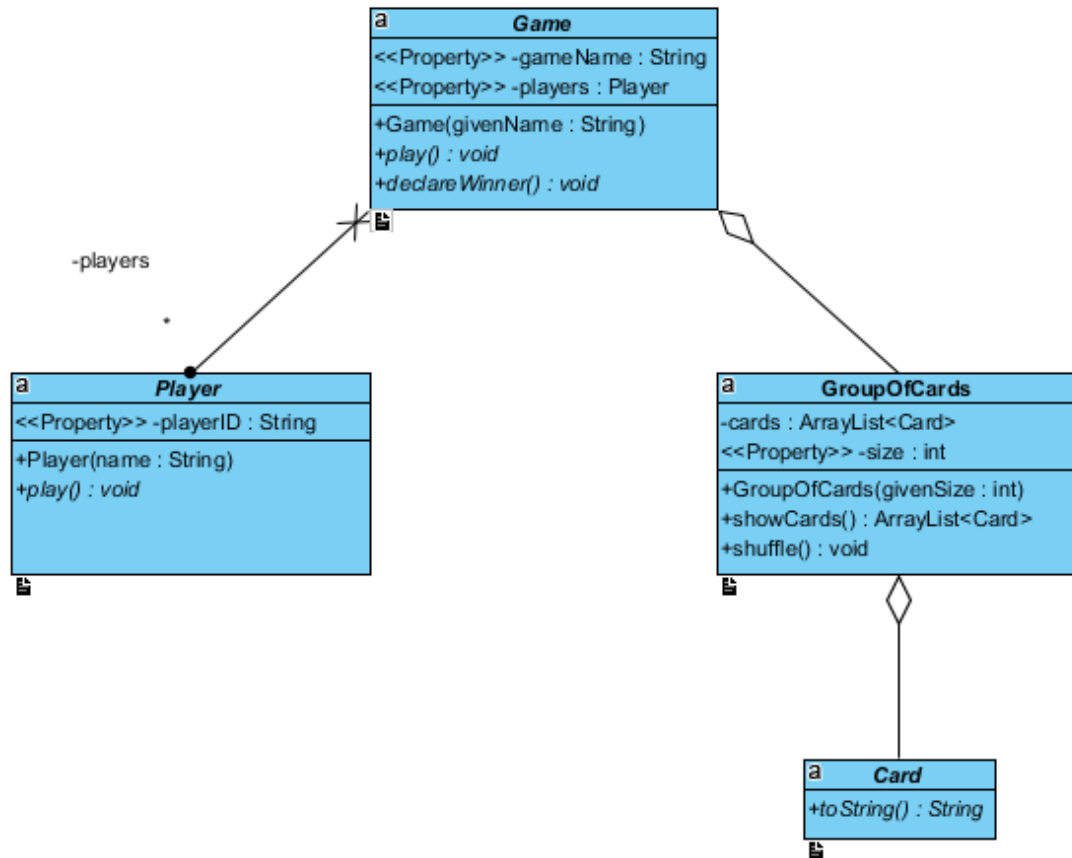 a
Game
<<Property>> -gameName : String
<<Property>> -players : Player
+Game(givenName : String)
+play() : void
+declareWinner() : void
-players
*
a
Player
<<Property>> -playerID : String
+Player(name : String)
+play() : void
a
GroupOfCards
-cards : ArrayList<Card>
<<Property>> -size : int
+GroupOfCards(givenSize : int)
+showCards() : ArrayList<Card>
+shuffle() : void
a
Card
+toString() : String